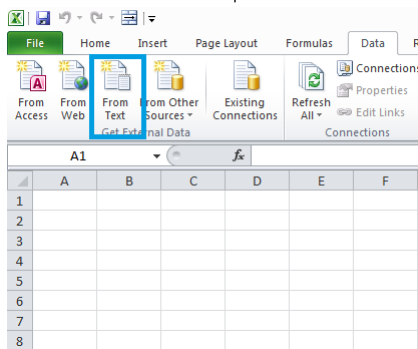 File Home Insert Page Layout Formulas Data
From Access From Web From Text From Other Sources Existing Connections Refresh All Connections
Properties
Edit Links
Get External Data Connections
A1 fx
A B C D E F
1
2
3
4
5
6
7
8